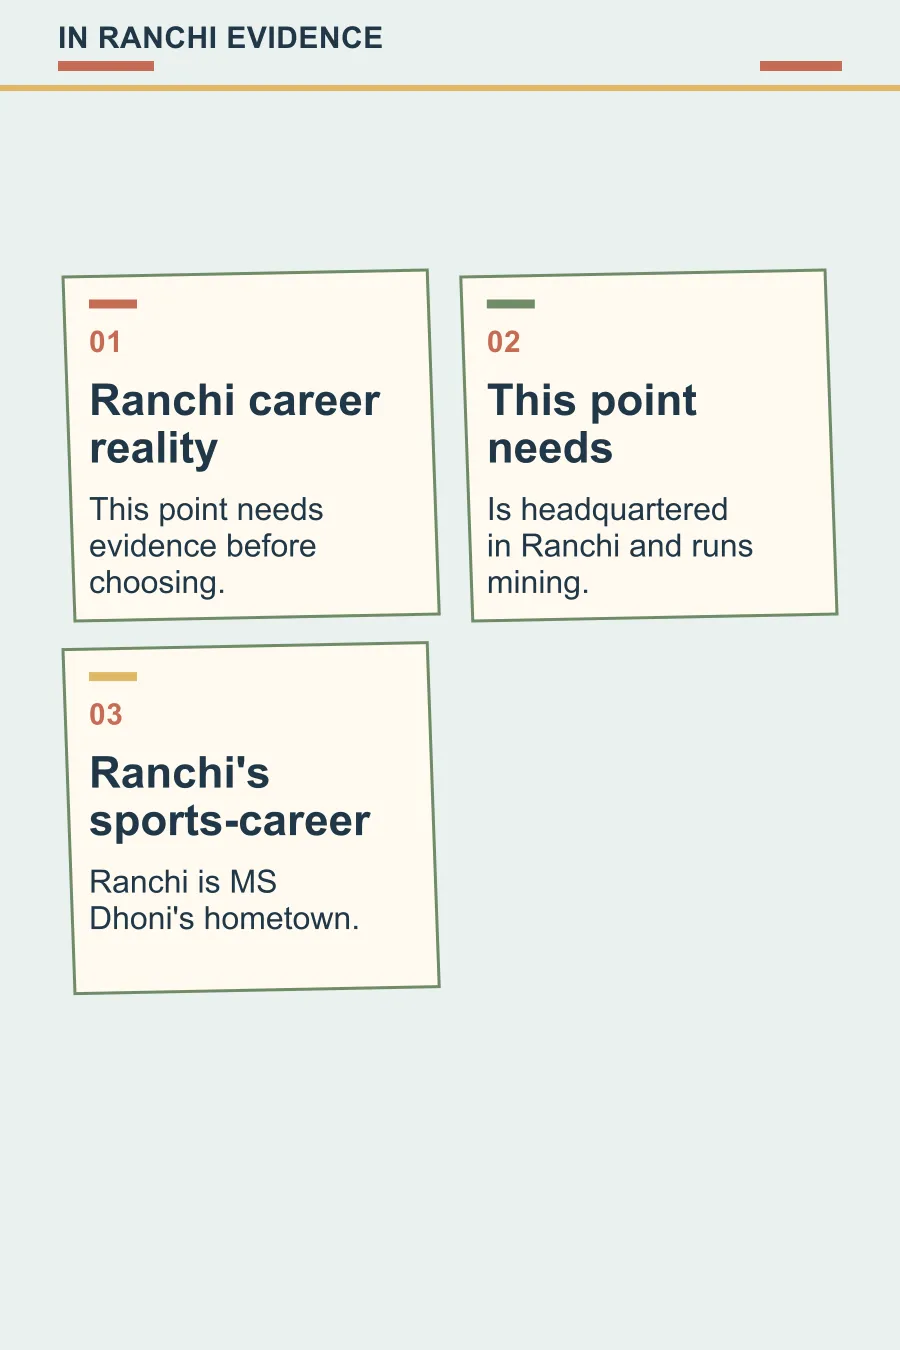 IN RANCHI EVIDENCE
01
Ranchi career
reality
This point needs
evidence before
choosing.
02
This point
needs
Is headquartered
in Ranchi and runs
mining.
03
Ranchi's
sports-career
Ranchi is MS
Dhoni's hometown.